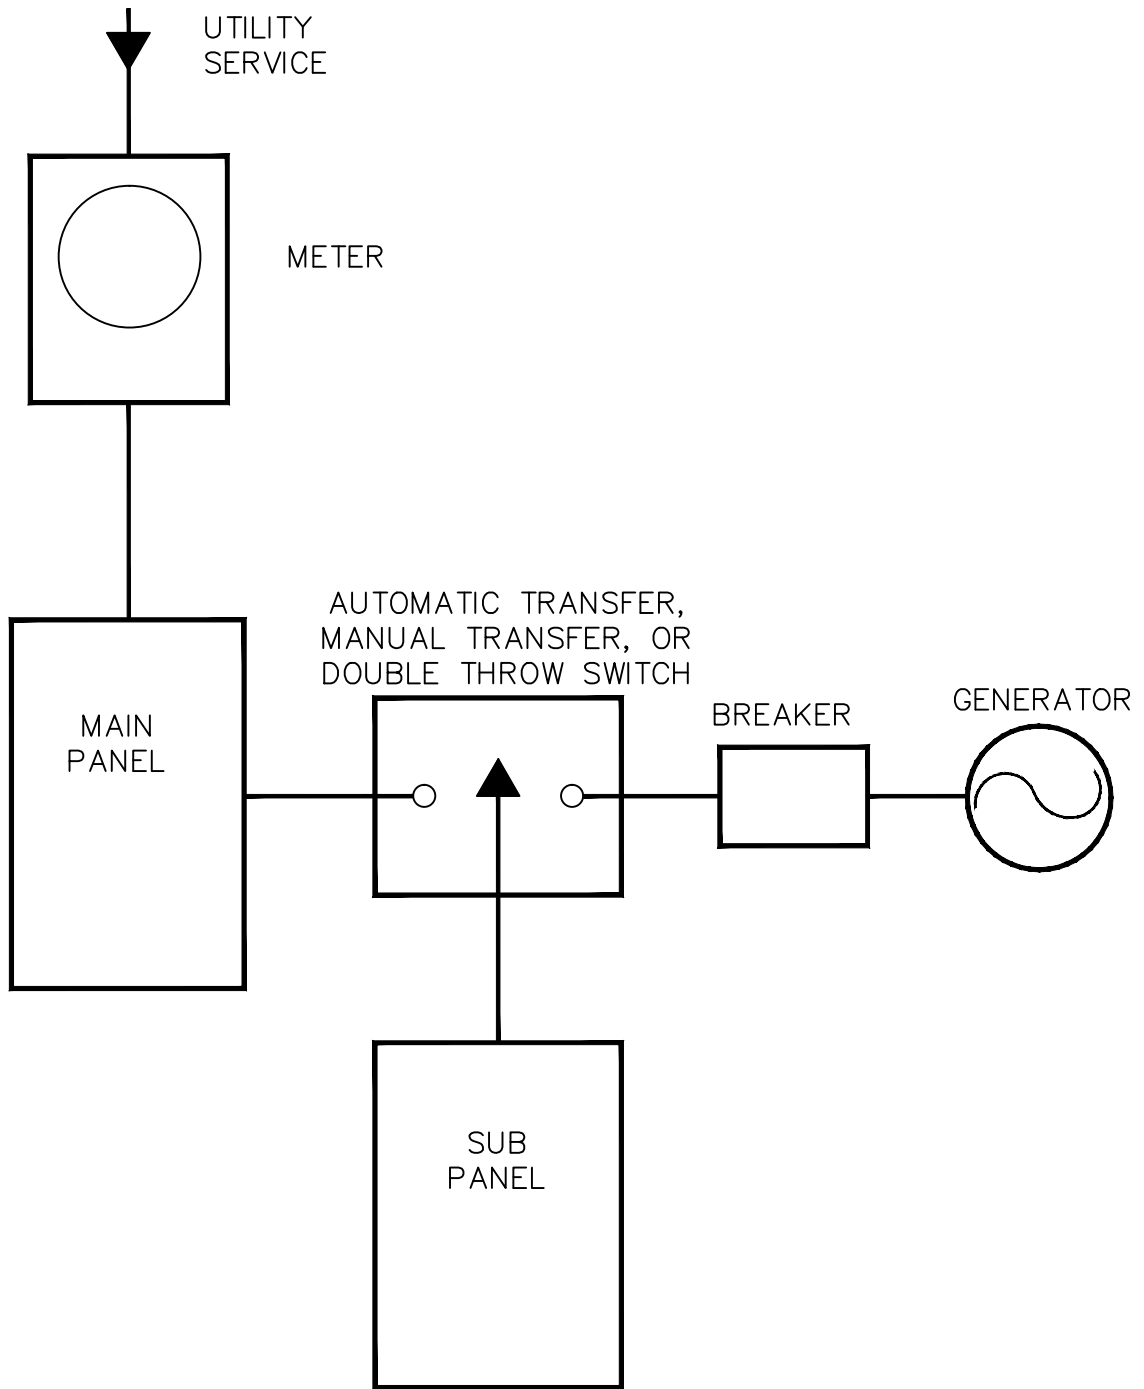 UTILITY
SERVICE
METER
AUTOMATIC TRANSFER,
MANUAL TRANSFER, OR
DOUBLE THROW SWITCH
MAIN
PANEL
BREAKER
GENERATOR
SUB
PANEL